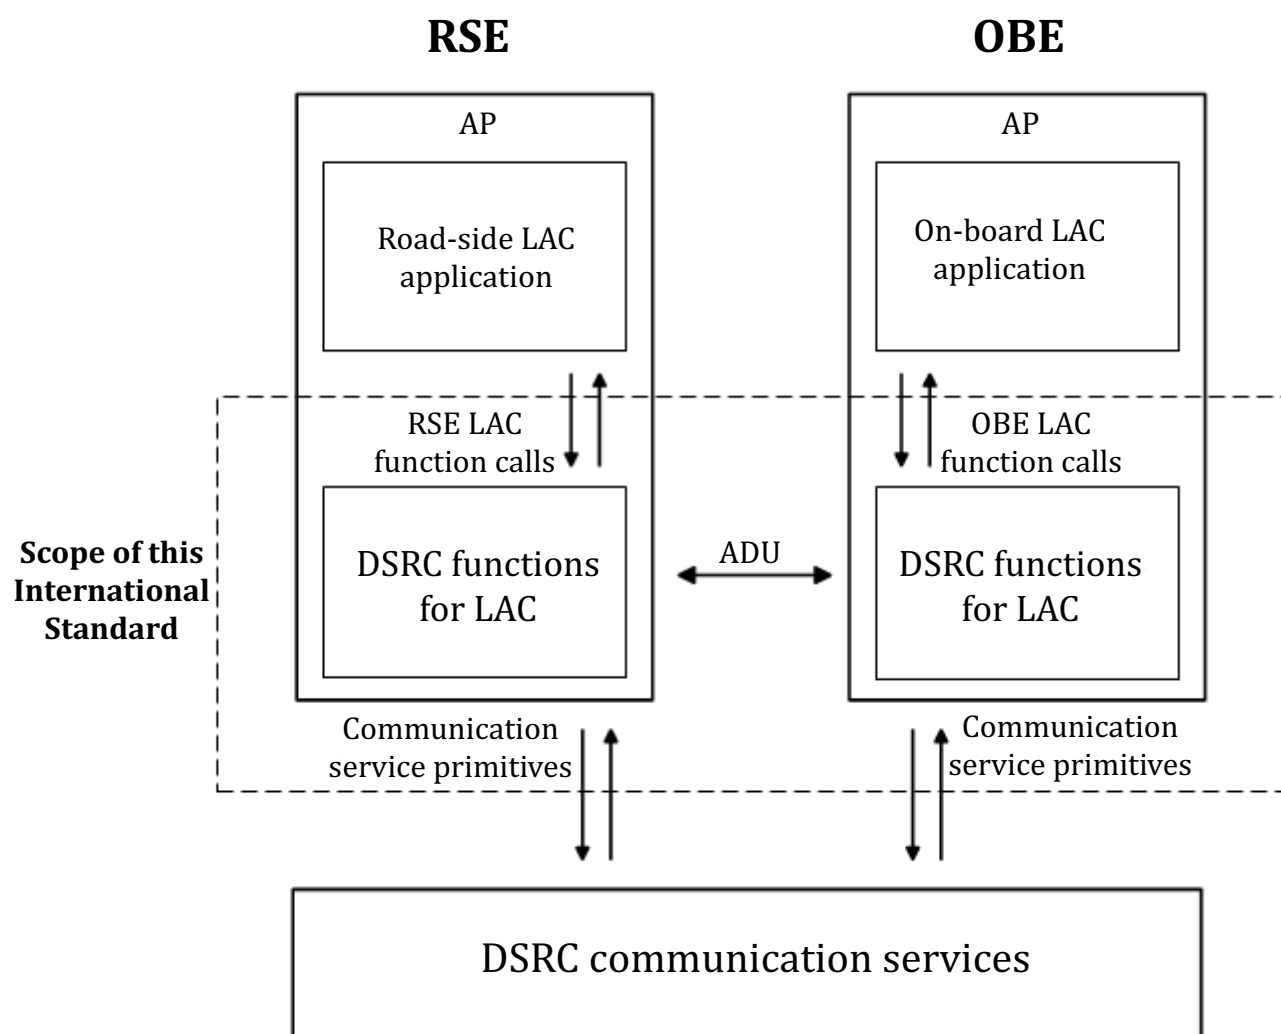 RSE
OBE
AP
AP
Road-side LAC
application
On-board LAC
application
RSE LAC
function calls
OBE LAC
function calls
Scope of this
International
Standard
DSRC functions
for LAC
ADU
DSRC functions
for LAC
Communication
service primitives
Communication
service primitives
DSRC communication services